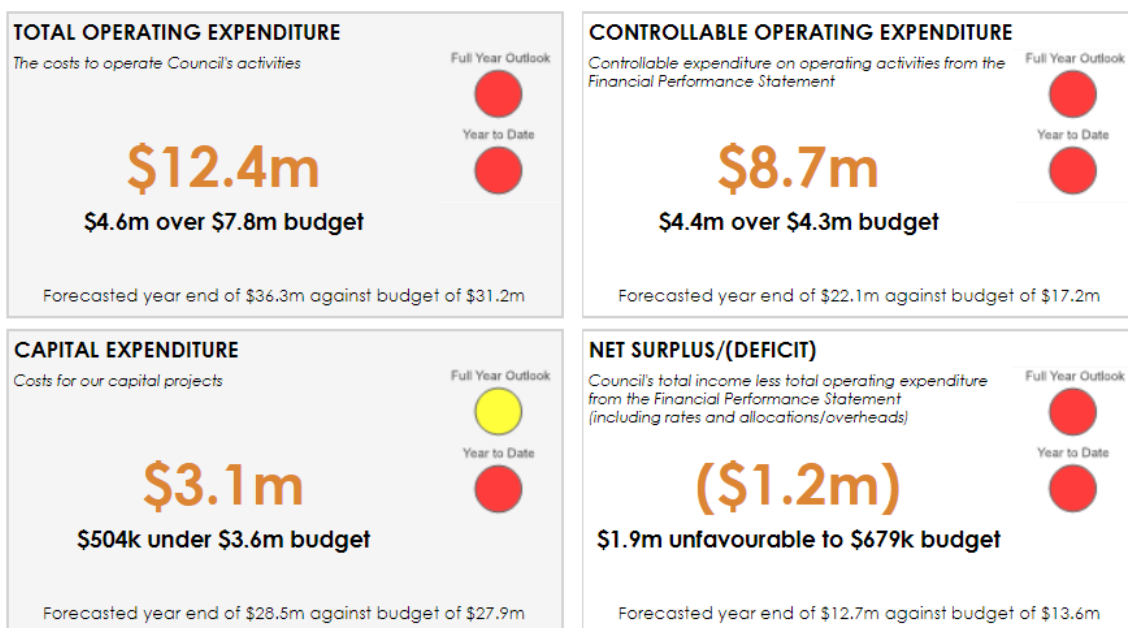 TOTAL OPERATING EXPENDITURE
The costs to operate Council's activities
Full Year Outlook
Year to Date
$12.4m
$4.6m over $7.8m budget
Forecasted year end of $36.3m against budget of $31.2m
CONTROLLABLE OPERATING EXPENDITURE
Controllable expenditure on operating activities from the
Financial Performance Statement
Full Year Outlook
Year to Date
$8.7m
$4.4m over $4.3m budget
Forecasted year end of $22.1m against budget of $17.2m
CAPITAL EXPENDITURE
Costs for our capital projects
Full Year Outlook
Year to Date
$3.1m
$504k under $3.6m budget
Forecasted year end of $28.5m against budget of $27.9m
NET SURPLUS/(DEFICIT)
Council's total income less total operating expenditure
from the Financial Performance Statement
(including rates and allocations/overheads)
Full Year Outlook
Year to Date
($1.2m)
$1.9m unfavourable to $679k budget
Forecasted year end of $12.7m against budget of $13.6m